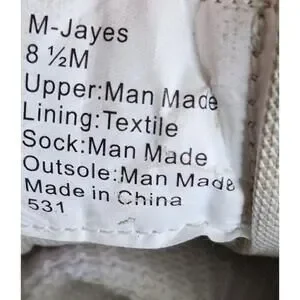 M-Jayes
8 ½M
Upper:Man Made
Lining:Textile
Sock:Man Made
Outsole:Man Made
Made in China
531